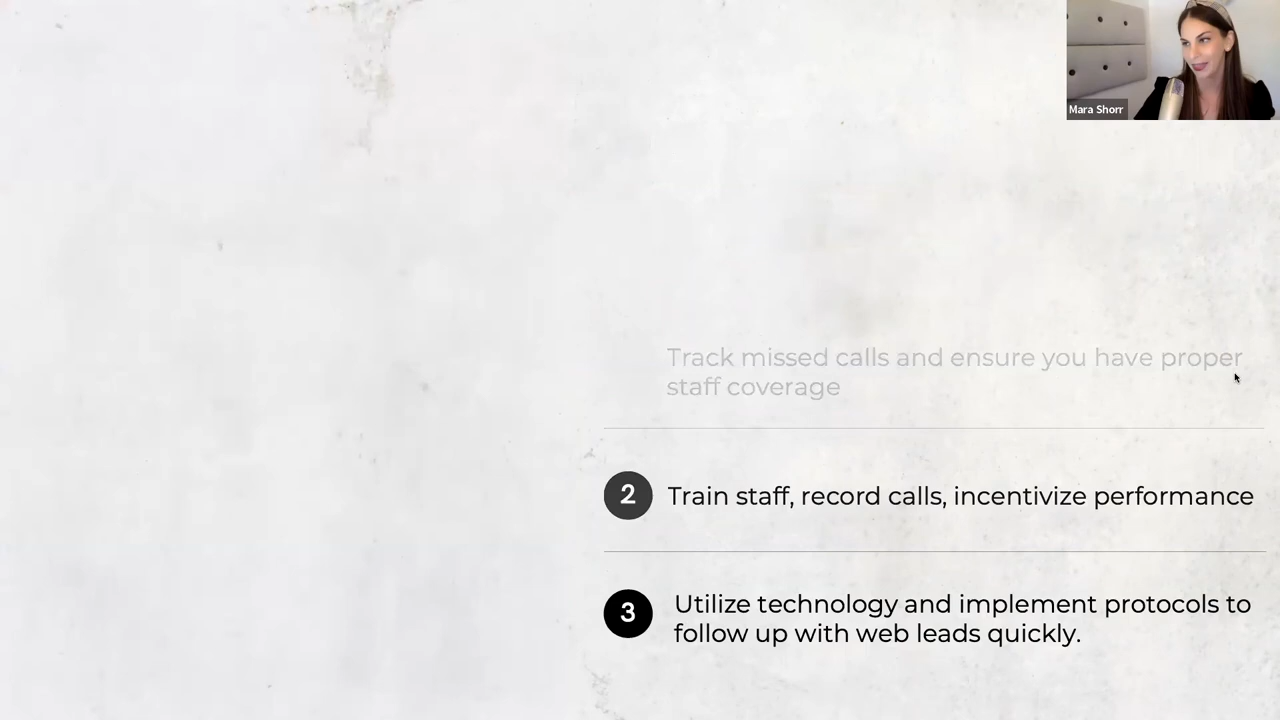 Mara Shorr
Track missed calls and ensure you have proper
staff coverage
2 Train staff, record calls, incentivize performance
3 Utilize technology and implement protocols to
follow up with web leads quickly.